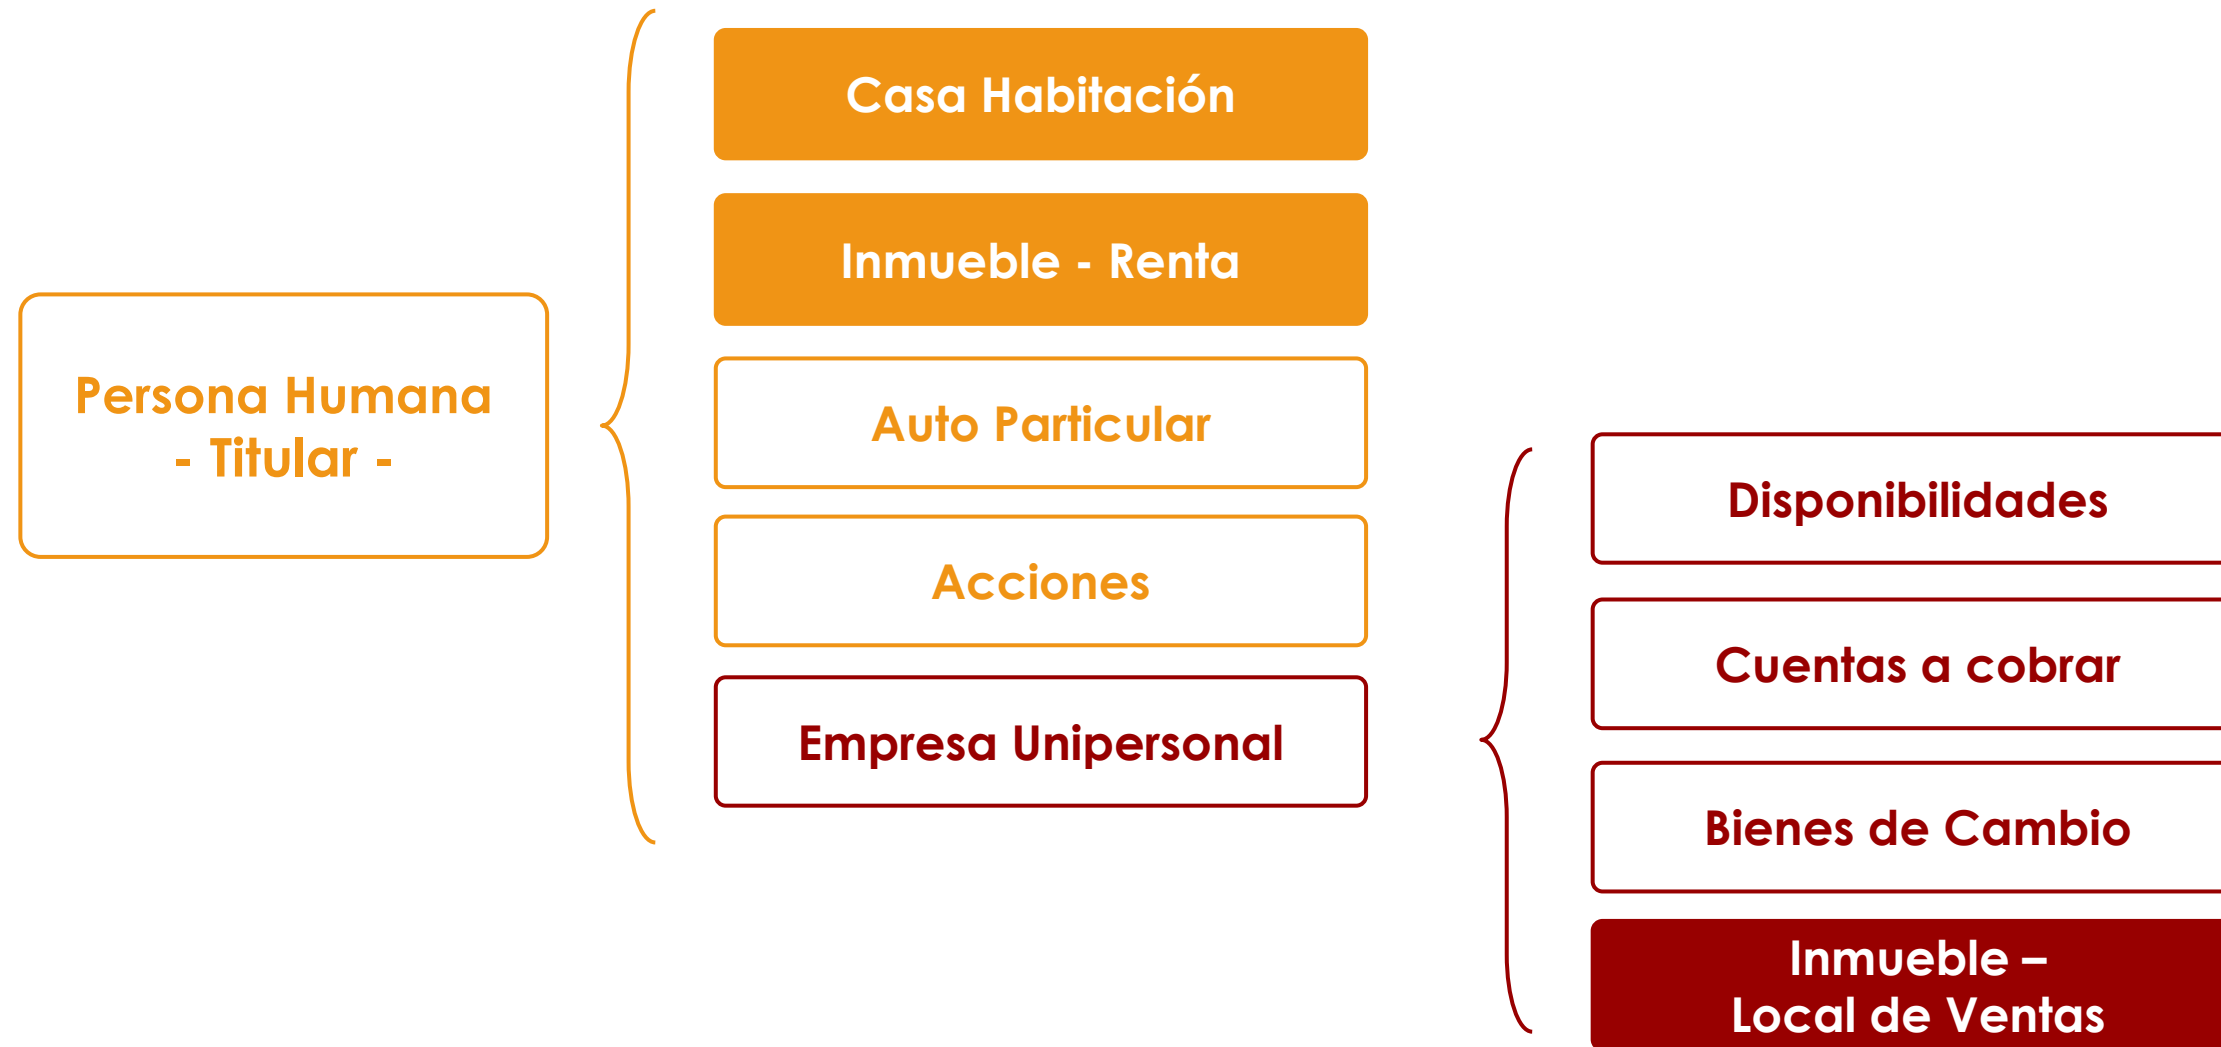 Casa Habitación
Inmueble - Renta
Persona Humana
- Titular -
Auto Particular
Acciones
Empresa Unipersonal
Disponibilidades
Cuentas a cobrar
Bienes de Cambio
Inmueble –
Local de Ventas